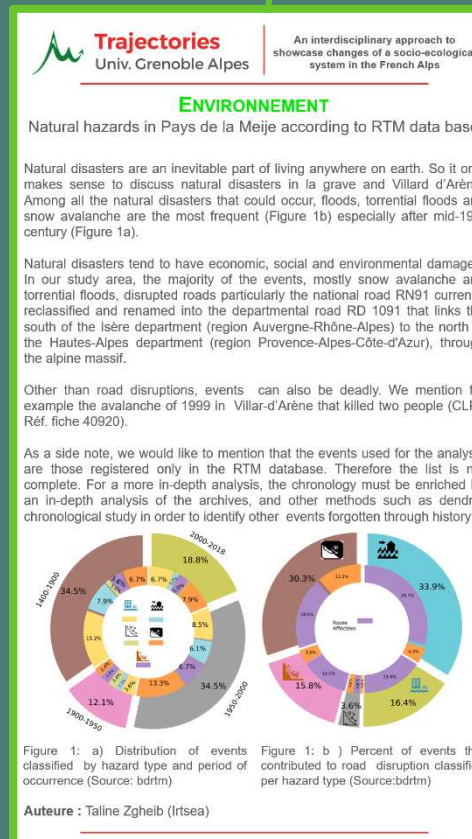 Trajectories
Univ. Grenoble Alpes
An interdisciplinary approach to
showcase changes of a socio-ecological
system in the French Alps
ENVIRONNEMENT
Natural hazards in Pays de la Meije according to RTM data bas
Natural disasters are an inevitable part of living anywhere on earth. So it on
makes sense to discuss natural disasters in la grave and Villard d'Arèn
Among all the natural disasters that could occur, floods, torrential floods an
snow avalanche are the most frequent (Figure 1b) especially after mid-19
century (Figure 1a).
Natural disasters tend to have economic, social and environmental damage
In our study area, the majority of the events, mostly snow avalanche an
torrential floods, disrupted roads particularly the national road RN91 curren
reclassified and renamed into the departmental road RD 1091 that links th
south of the Isère department (region Auvergne-Rhône-Alpes) to the north
the Hautes-Alpes department (region Provence-Alpes-Côte-d'Azur), throug
the alpine massif.
Other than road disruptions, events can also be deadly. We mention f
example the avalanche of 1999 in Villar-d'Arène that killed two people (CLP
Réf. fiche 40920).
As a side note, we would like to mention that the events used for the analys
are those registered only in the RTM database. Therefore the list is n
complete. For a more in-depth analysis, the chronology must be enriched
an in-depth analysis of the archives, and other methods such as dendr
chronological study in order to identify other events forgotten through history
1400-1900
34.5%
2000-2018
18.8%
1950-2000
34.5%
1900-1950
12.1%
6.7%
6.7%
7.9%
8.5%
6.1%
6.7%
13.3%
15.2%
7.9%
30.3%
33.9%
16.4%
3.6%
15.8%
Route
Affectées
Figure 1: a) Distribution of events
classified by hazard type and period of
occurrence (Source: bdrtm)
Figure 1: b ) Percent of events th
contributed to road disruption classifie
per hazard type (Source:bdrtm)
Auteure : Taline Zgheib (Irtsea)